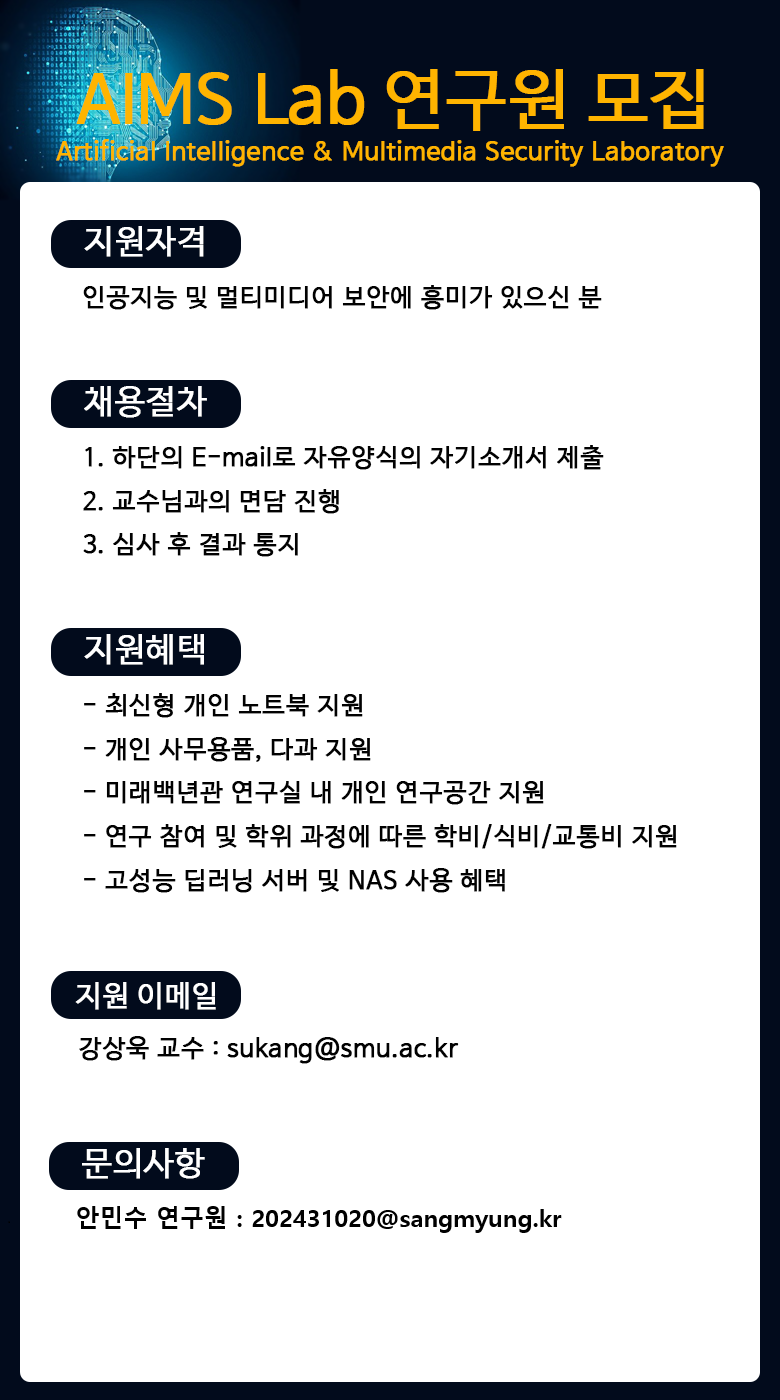 AIMS Lab 연구원 모집
Artificial Intelligence & Multimedia Security Laboratory
지원자격
인공지능 및 멀티미디어 보안에 흥미가 있으신 분
채용절차
1. 하단의 E-mail로 자유양식의 자기소개서 제출
2. 교수님과의 면담 진행
3. 심사 후 결과 통지
지원혜택
- 최신형 개인 노트북 지원
- 개인 사무용품, 다과 지원
- 미래백년관 연구실 내 개인 연구공간 지원
- 연구 참여 및 학위 과정에 따른 학비/식비/교통비 지원
- 고성능 딥러닝 서버 및 NAS 사용 혜택
지원 이메일
강상욱 교수 : sukang@smu.ac.kr
문의사항
안민수 연구원 : 202431020@sangmyung.kr